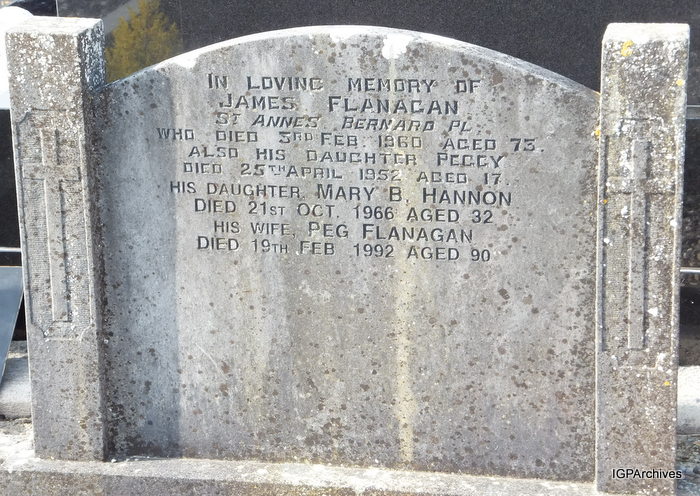 IN LOVING MEMORY OF
JAMES FLANAGAN
ST ANNES BERNARD PL.
WHO DIED 3RD FEB. 1960 AGED 73.
ALSO HIS DAUGHTER PEGGY
DIED 25TH APRIL 1952 AGED 17.
HIS DAUGHTER, MARY B, HANNON
DIED 21ST OCT. 1966 AGED 32
HIS WIFE, PEG FLANAGAN
DIED 19TH FEB 1992 AGED 90
IGPArchives